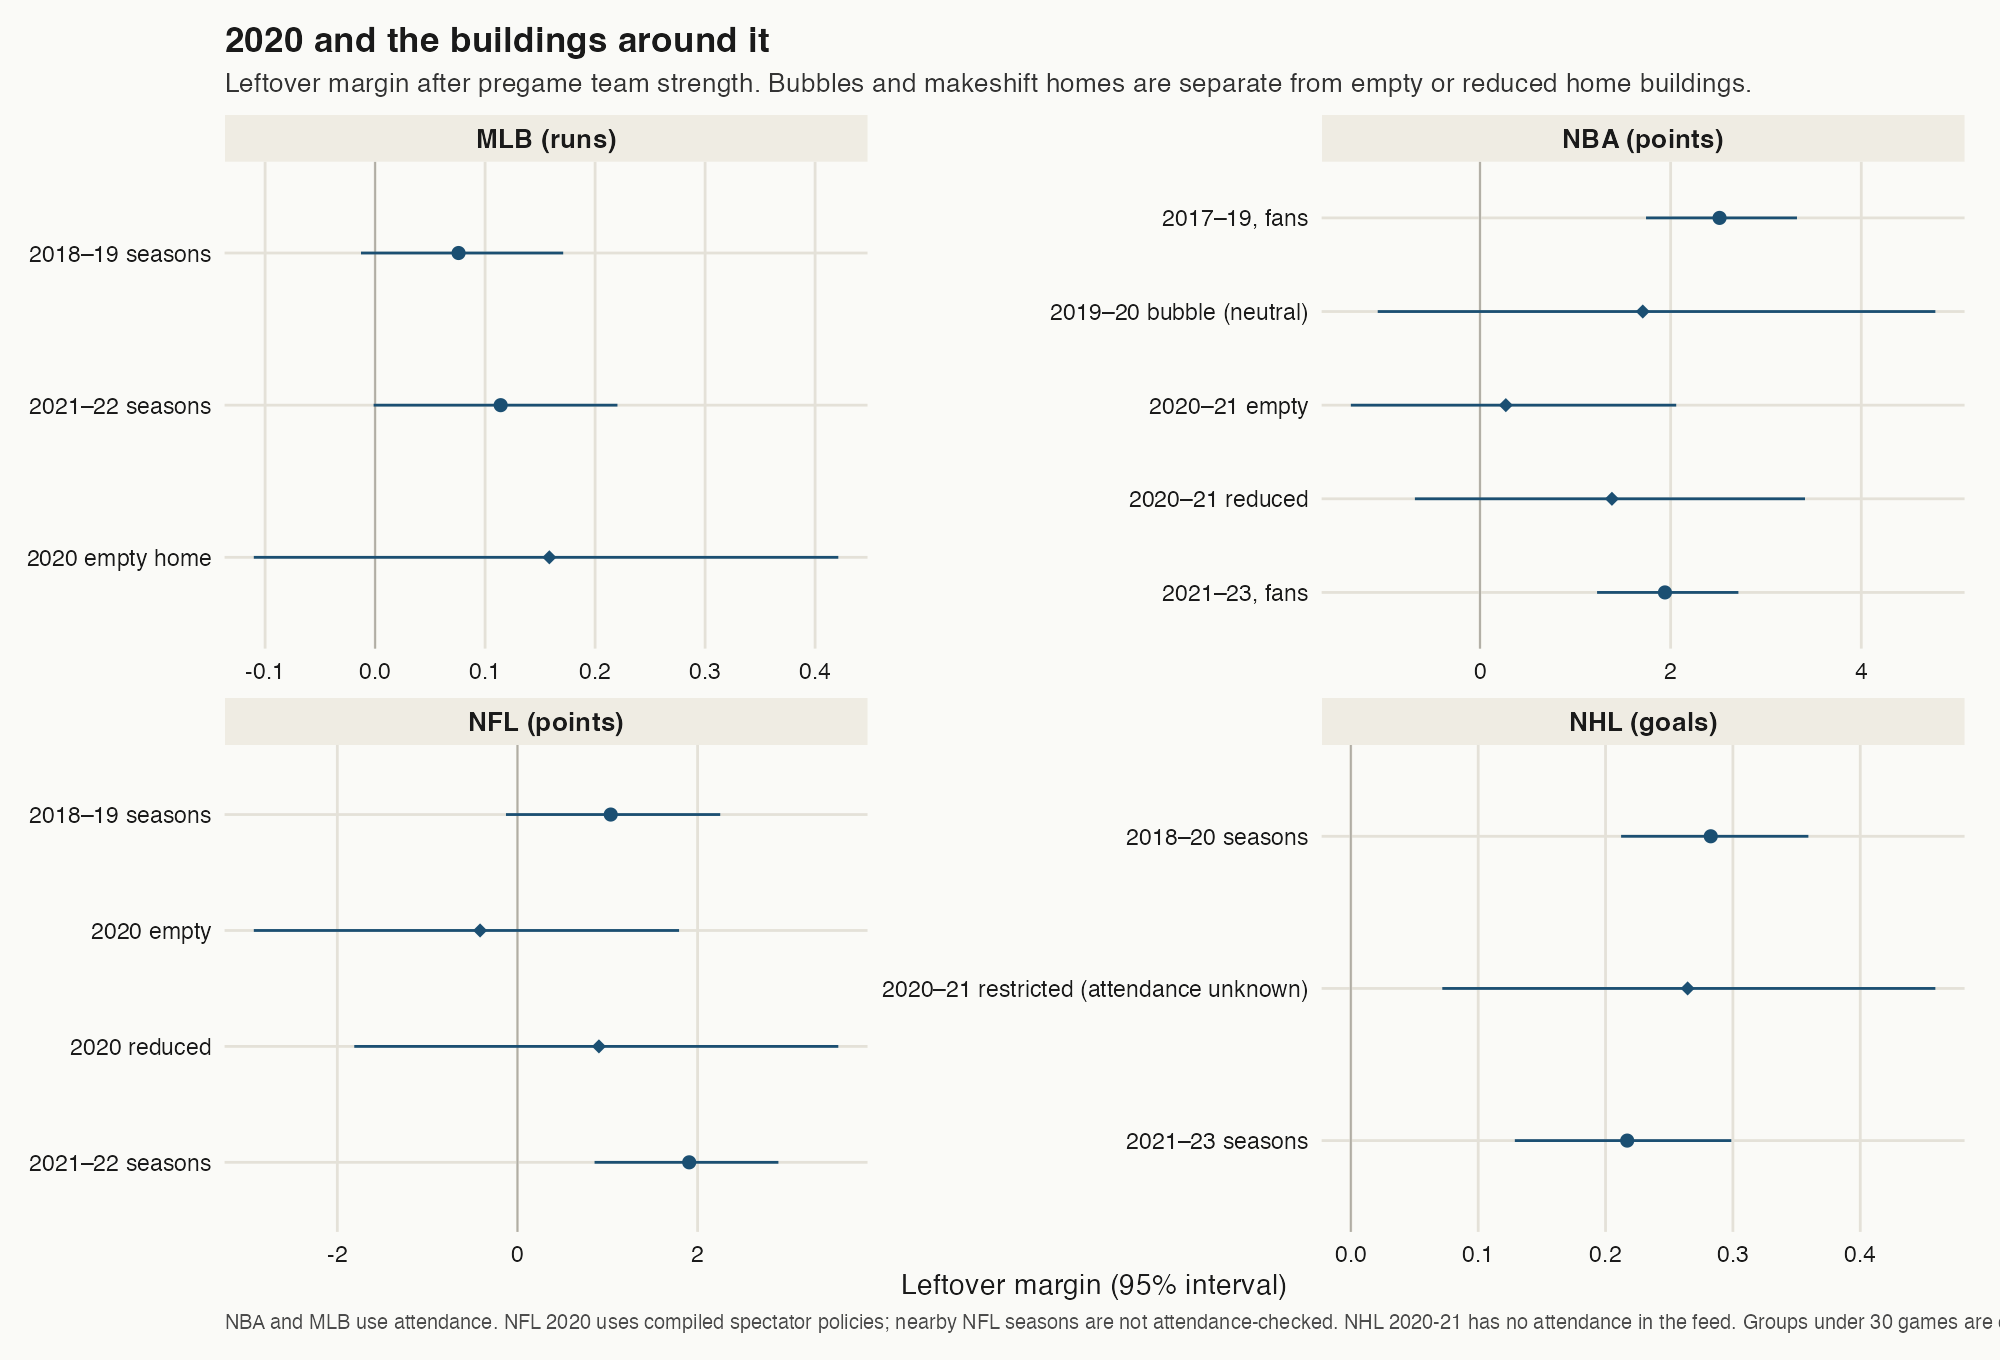 2020 and the buildings around it
Leftover margin after pregame team strength. Bubbles and makeshift homes are separate from empty or reduced home buildings.
MLB (runs)
2018–19 seasons
2021–22 seasons
2020 empty home
-0.1 0.0 0.1 0.2 0.3 0.4
NBA (points)
2017–19, fans
2019–20 bubble (neutral)
2020–21 empty
2020–21 reduced
2021–23, fans
0 2 4
NFL (points)
2018–19 seasons
2020 empty
2020 reduced
2021–22 seasons
-2 0 2
NHL (goals)
2018–20 seasons
2020–21 restricted (attendance unknown)
2021–23 seasons
0.0 0.1 0.2 0.3 0.4
Leftover margin (95% interval)
NBA and MLB use attendance. NFL 2020 uses compiled spectator policies; nearby NFL seasons are not attendance-checked. NHL 2020-21 has no attendance in the feed. Groups under 30 games are